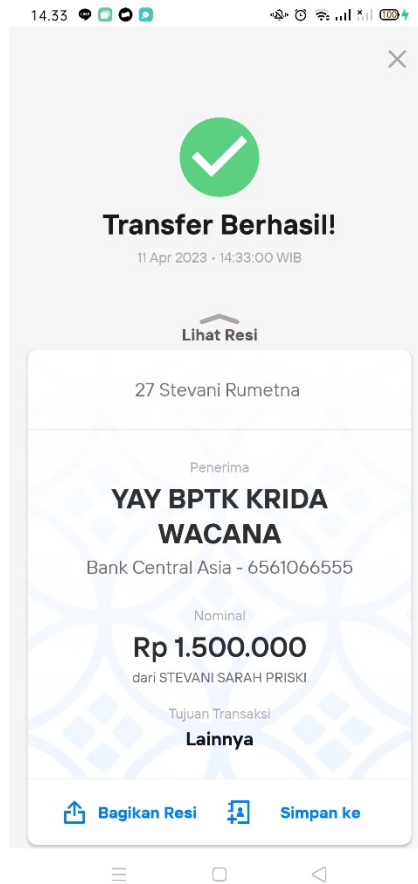 14.33
100
Transfer Berhasil!
11 Apr 2023 - 14:33:00 WIB
Lihat Resi
27 Stevani Rumetna
Penerima
YAY BPTK KRIDA
WACANA
Bank Central Asia - 6561066555
Nominal
Rp 1.500.000
dari STEVANI SARAH PRISKI
Tujuan Transaksi
Lainnya
Bagikan Resi
Simpan ke